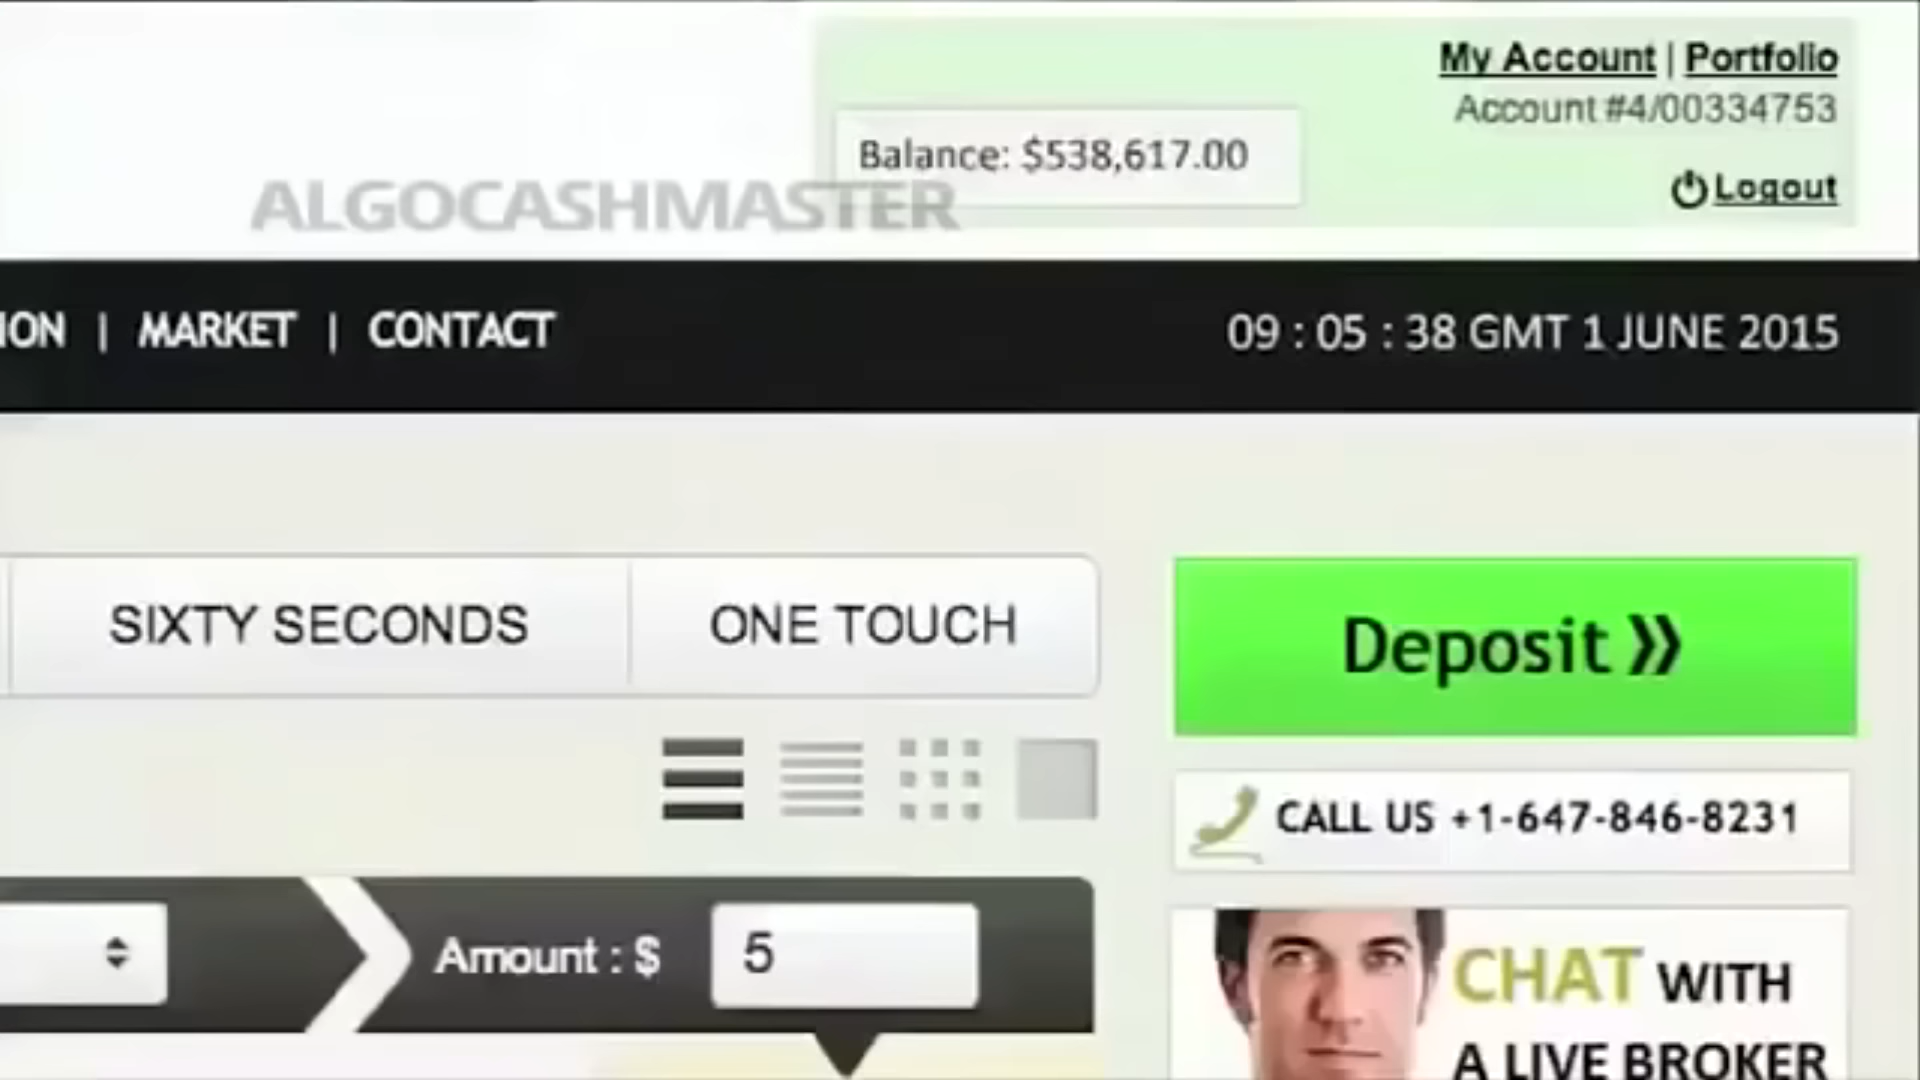 My Account | Portfolio
Account #4/00334753
Balance: $538,617.00
Logout
ALGOCASHMASTER
ION | MARKET | CONTACT
09 : 05 : 38 GMT 1 JUNE 2015
SIXTY SECONDS
ONE TOUCH
Deposit »
CALL US +1-647-846-8231
Amount : $ 5
CHAT WITH
A LIVE BROKER